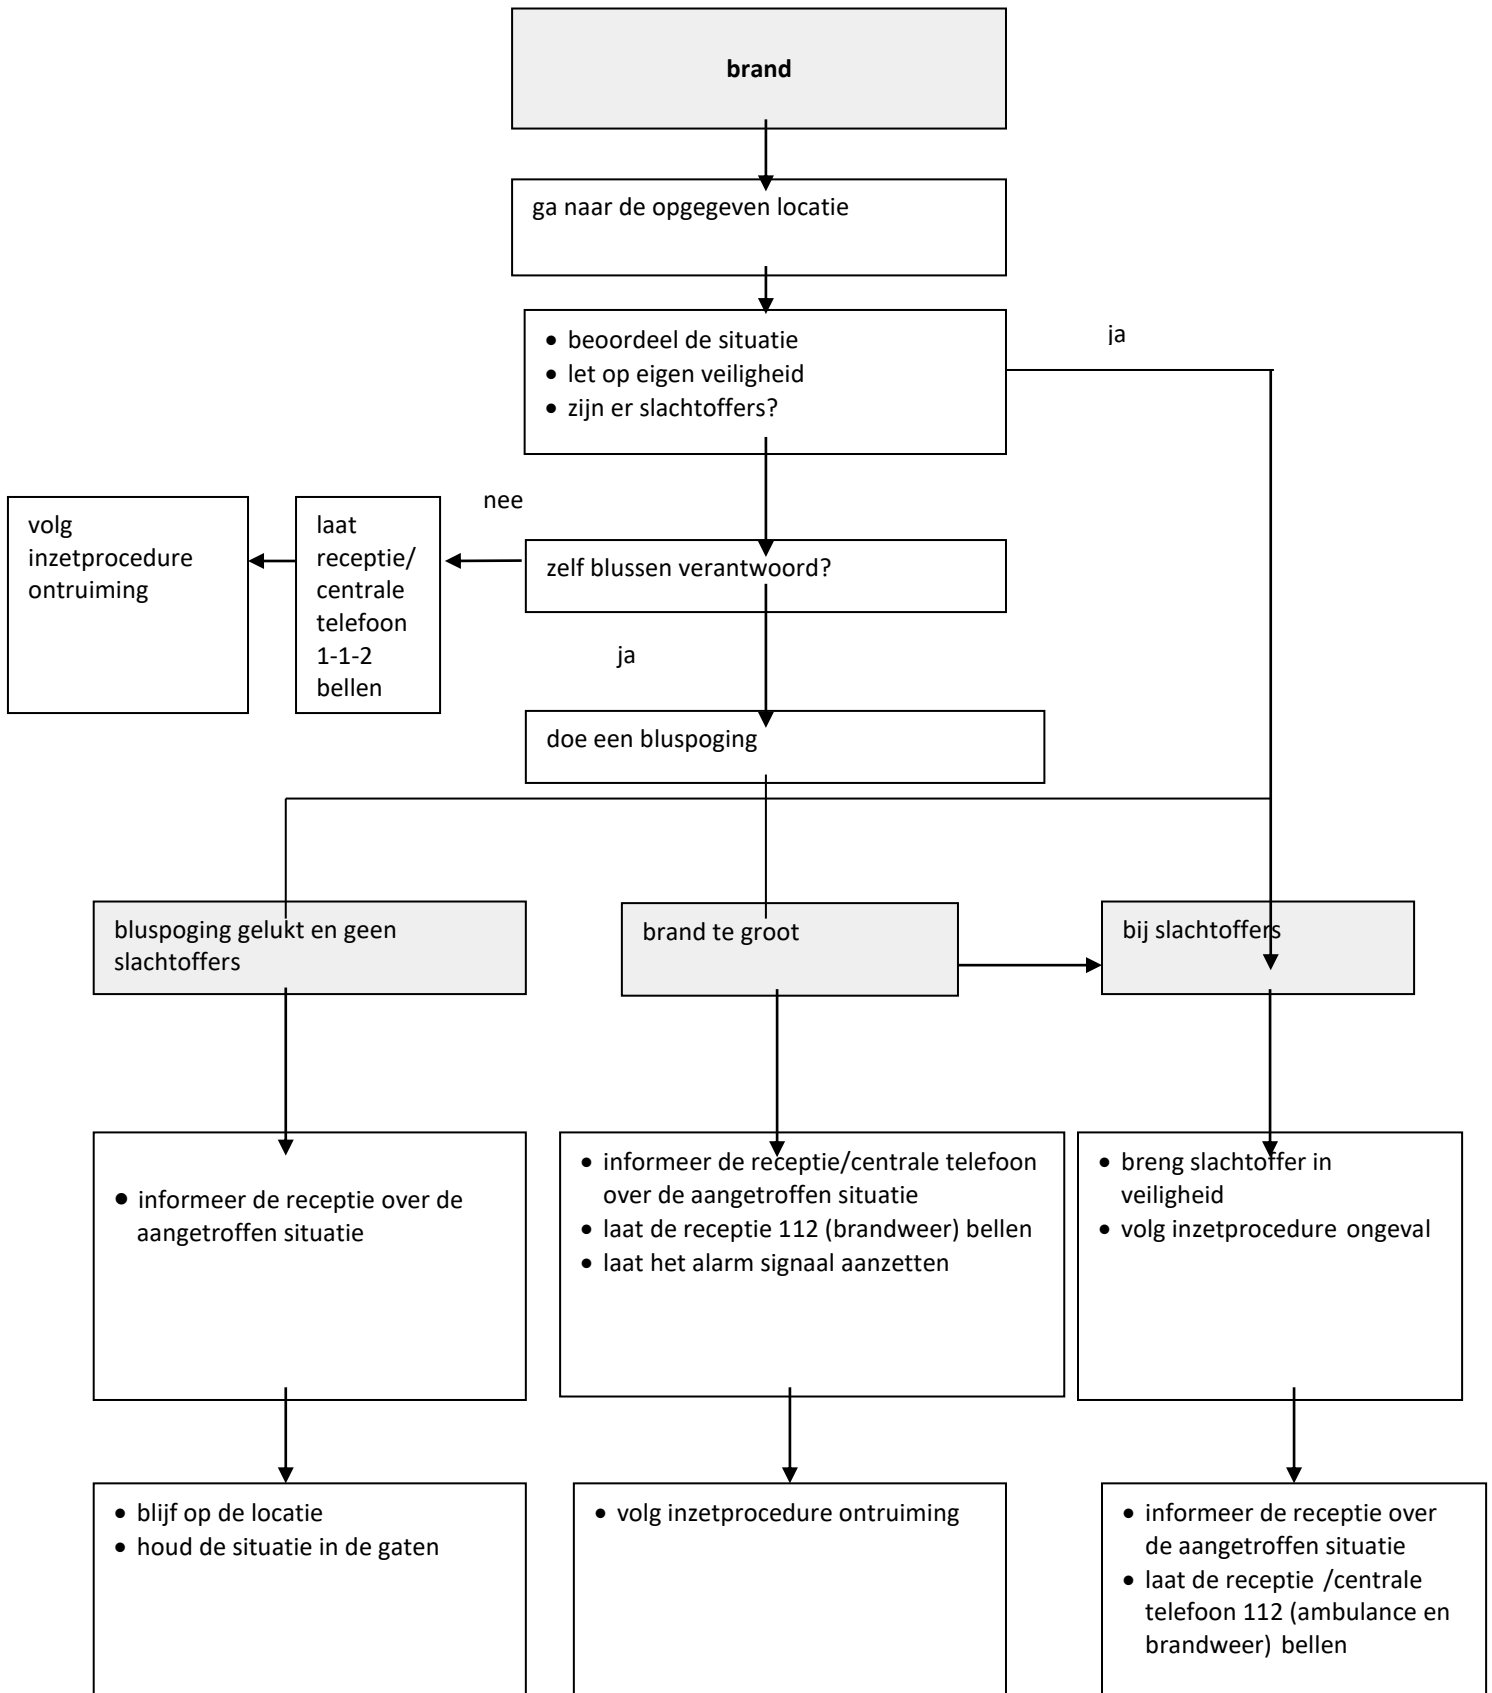 brand
ga naar de opgegeven locatie
• beoordeel de situatie
• let op eigen veiligheid
• zijn er slachtoffers?
ja
nee
volg
inzetprocedure
ontruiming
laat
receptie/
centrale
telefoon
1-1-2
bellen
zelf blussen verantwoord?
ja
doe een bluspoging
bluspoging gelukt en geen
slachtoffers
brand te groot
bij slachtoffers
• informeer de receptie over de
aangetroffen situatie
• informeer de receptie/centrale telefoon
over de aangetroffen situatie
• laat de receptie 112 (brandweer) bellen
• laat het alarm signaal aanzetten
• breng slachtoffer in
veiligheid
• volg inzetprocedure ongeval
• blijf op de locatie
• houd de situatie in de gaten
• volg inzetprocedure ontruiming
• informeer de receptie over
de aangetroffen situatie
• laat de receptie /centrale
telefoon 112 (ambulance en
brandweer) bellen